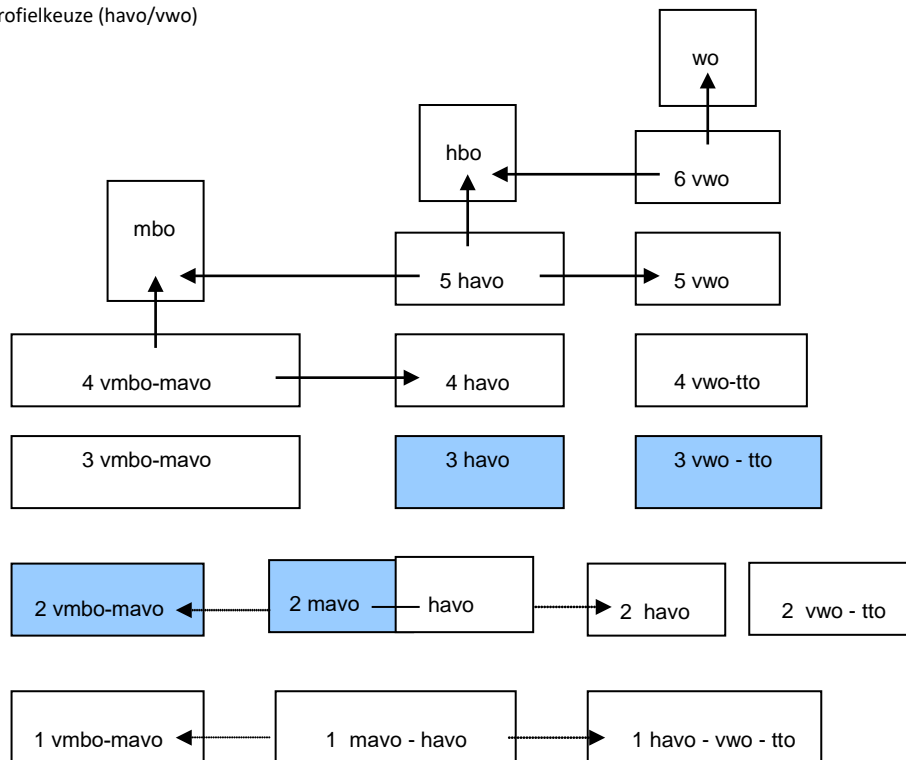 rofielkeuze (havo/vwo)
wo
hbo
6 vwo
mbo
5 havo
5 vwo
4 vmbo-mavo
4 havo
4 vwo-tto
3 vmbo-mavo
3 havo
3 vwo - tto
2 vmbo-mavo
2 mavo
havo
2 havo
2 vwo - tto
1 vmbo-mavo
1 mavo - havo
1 havo - vwo - tto